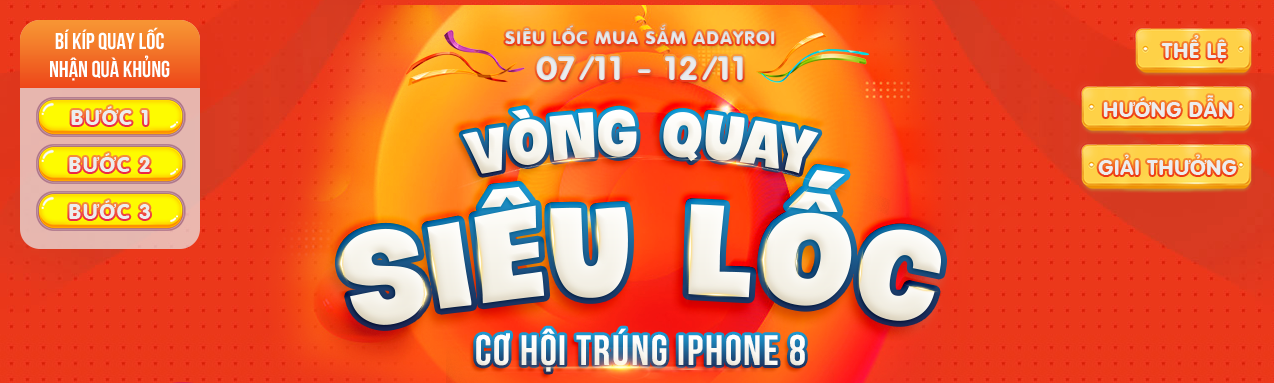 BÍ KÍP QUAY LỐC
NHẬN QUÀ KHỦNG
BƯỚC 1
BƯỚC 2
BƯỚC 3
SIÊU LỐC MUA SẮM ADAYROI
07/11 - 12/11
VÒNG QUAY
SIÊU LỐC
CƠ HỘI TRÚNG IPHONE 8
THỂ LỆ
HƯỚNG DẪN
GIẢI THƯỞNG